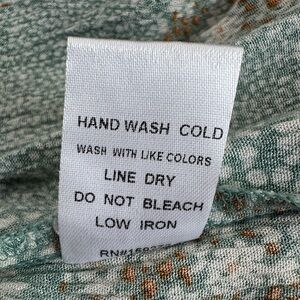 HAND WASH COLD
WASH WITH LIKE COLORS
LINE DRY
DO NOT BLEACH
LOW IRON